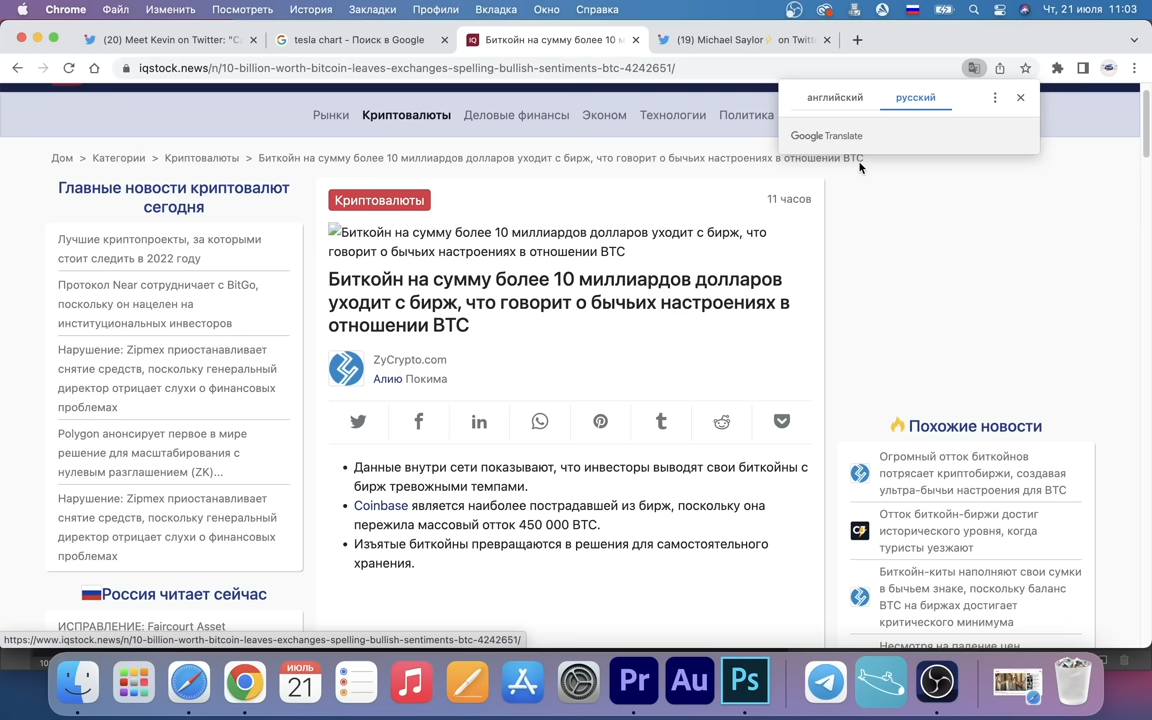 Chrome Файл Изменить Посмотреть История Закладки Профили Вкладка Окно Справка Чт, 21 июля 11:03
(20) Meet Kevin on Twitter: "Ca
tesla chart - Поиск в Google
Биткойн на сумму более 10 м
(19) Michael Saylor⚡ on Twitt
iqstock.news/n/10-billion-worth-bitcoin-leaves-exchanges-spelling-bullish-sentiments-btc-4242651/
английский русский
Google Translate
Рынки Криптовалюты Деловые финансы Эконом Технологии Политика
Дом > Категории > Криптовалюты > Биткойн на сумму более 10 миллиардов долларов уходит с бирж, что говорит о бычьих настроениях в отношении BTC
Главные новости криптовалют
сегодня
Лучшие криптопроекты, за которыми
стоит следить в 2022 году
Протокол Near сотрудничает с BitGo,
поскольку он нацелен на
институциональных инвесторов
Нарушение: Zipmex приостанавливает
снятие средств, поскольку генеральный
директор отрицает слухи о финансовых
проблемах
Polygon анонсирует первое в мире
решение для масштабирования с
нулевым разглашением (ZK)...
Нарушение: Zipmex приостанавливает
снятие средств, поскольку генеральный
директор отрицает слухи о финансовых
проблемах
Россия читает сейчас
ИСПРАВЛЕНИЕ: Faircourt Asset
Криптовалюты 11 часов
Биткойн на сумму более 10 миллиардов долларов уходит с бирж, что
говорит о бычьих настроениях в отношении BTC
Биткойн на сумму более 10 миллиардов долларов
уходит с бирж, что говорит о бычьих настроениях в
отношении BTC
ZyCrypto.com
Алию Покима
• Данные внутри сети показывают, что инвесторы выводят свои биткойны с
бирж тревожными темпами.
• Coinbase является наиболее пострадавшей из бирж, поскольку она
пережила массовый отток 450 000 BTC.
• Изъятые биткойны превращаются в решения для самостоятельного
хранения.
Похожие новости
Огромный отток биткойнов
потрясает криптобиржи, создавая
ультра-бычьи настроения для BTC
Отток биткойн-биржи достиг
исторического уровня, когда
туристы уезжают
Биткойн-киты наполняют свои сумки
в бычьем знаке, поскольку баланс
BTC на биржах достигает
критического минимума
Несмотря на падение цен
https://www.iqstock.news/n/10-billion-worth-bitcoin-leaves-exchanges-spelling-bullish-sentiments-btc-4242651/
ИЮЛЬ
21
Pr Au Ps